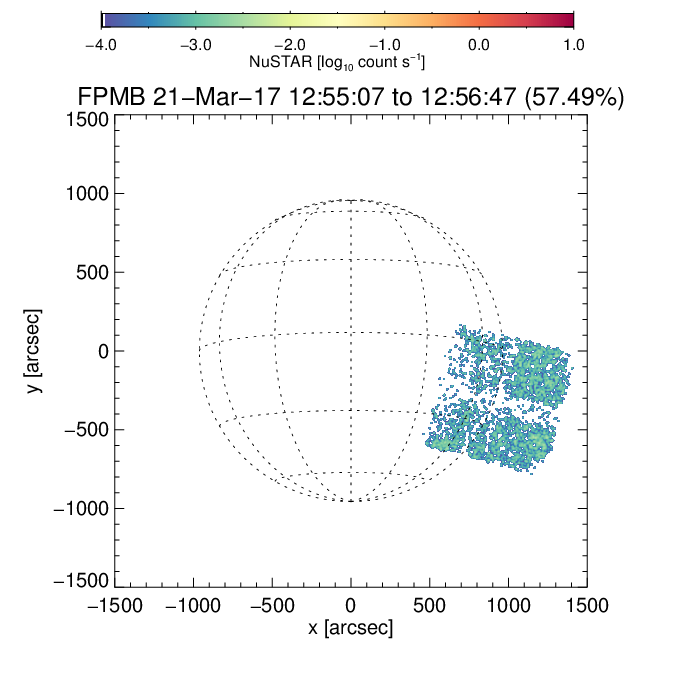 −4.0 −3.0 −2.0 −1.0 0.0 1.0
NuSTAR [log₁₀ count s⁻¹]
FPMB 21−Mar−17 12:55:07 to 12:56:47 (57.49%)
1500
1000
500
0
−500
−1000
−1500
y [arcsec]
−1500 −1000 −500 0 500 1000 1500
x [arcsec]